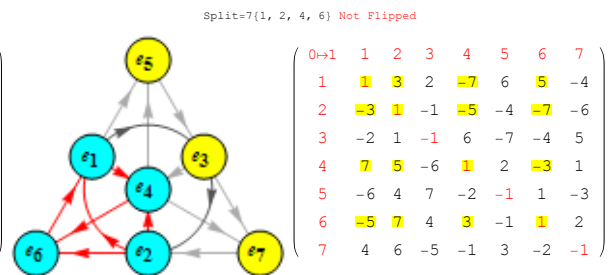 Split=7{1, 2, 4, 6} Not Flipped
e5
e1
e3
e4
e6
e2
e7
0↦1 1 2 3 4 5 6 7
1 1 3 2 −7 6 5 −4
2 −3 1 −1 −5 −4 −7 −6
3 −2 1 −1 6 −7 −4 5
4 7 5 −6 1 2 −3 1
5 −6 4 7 −2 −1 1 −3
6 −5 7 4 3 −1 1 2
7 4 6 −5 −1 3 −2 −1